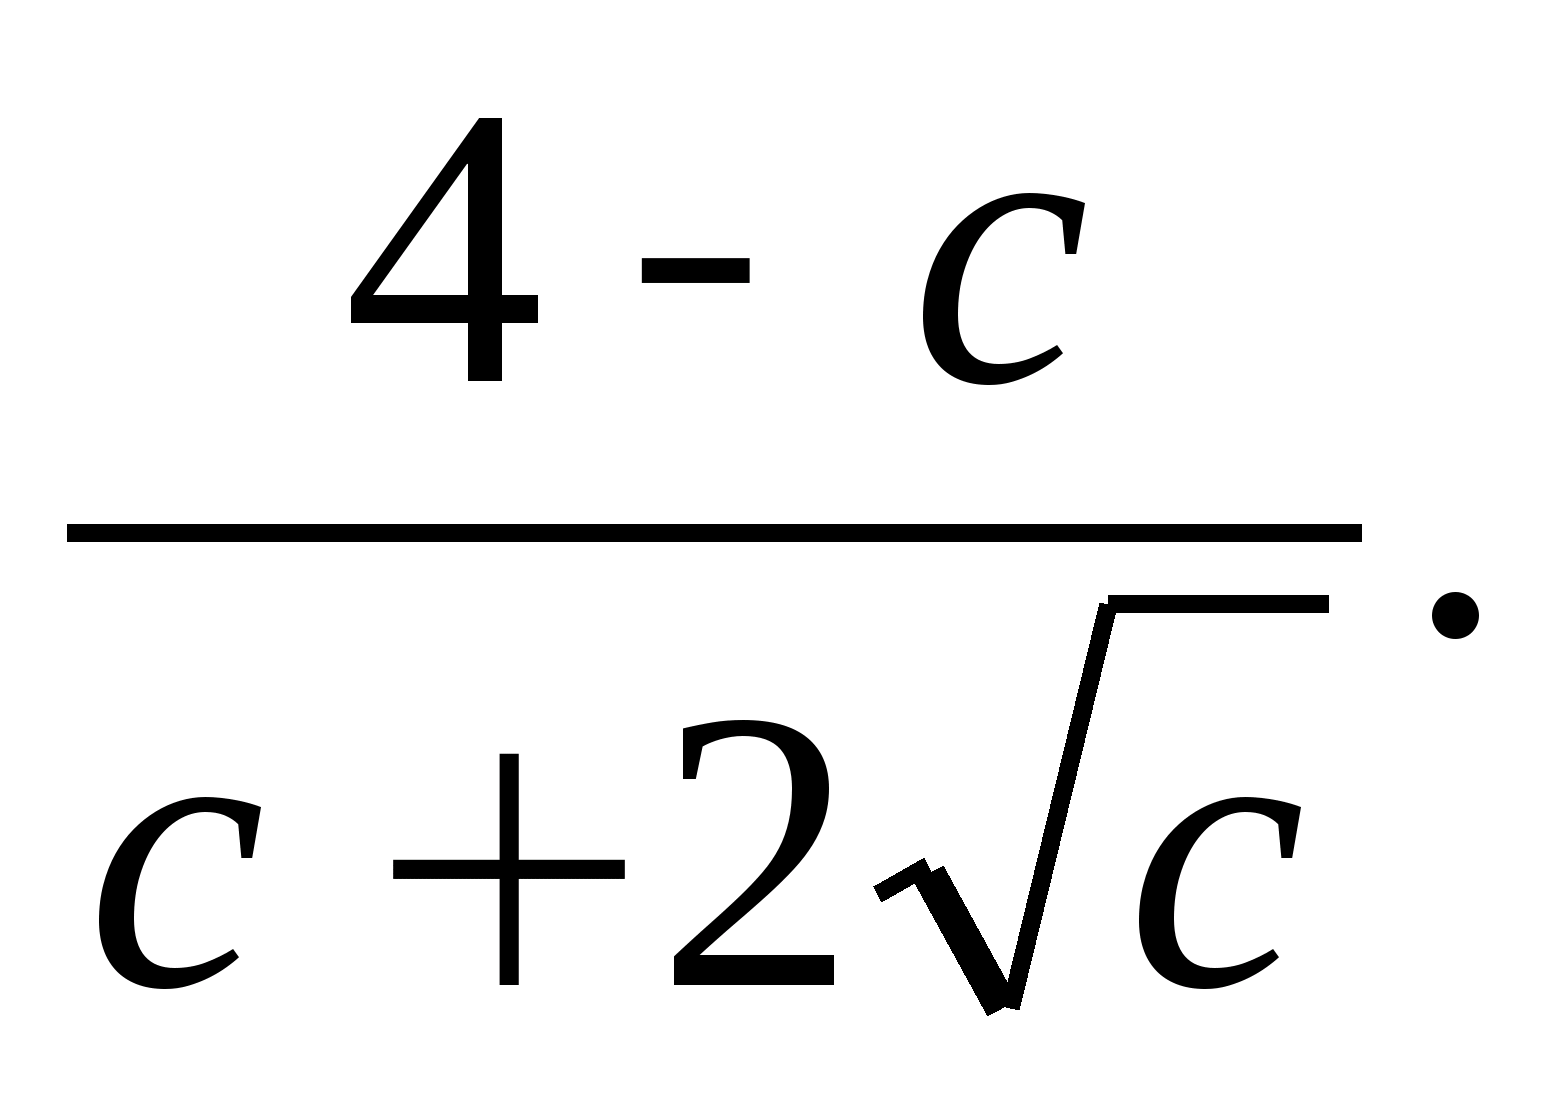 4 - c
c + 2√c .